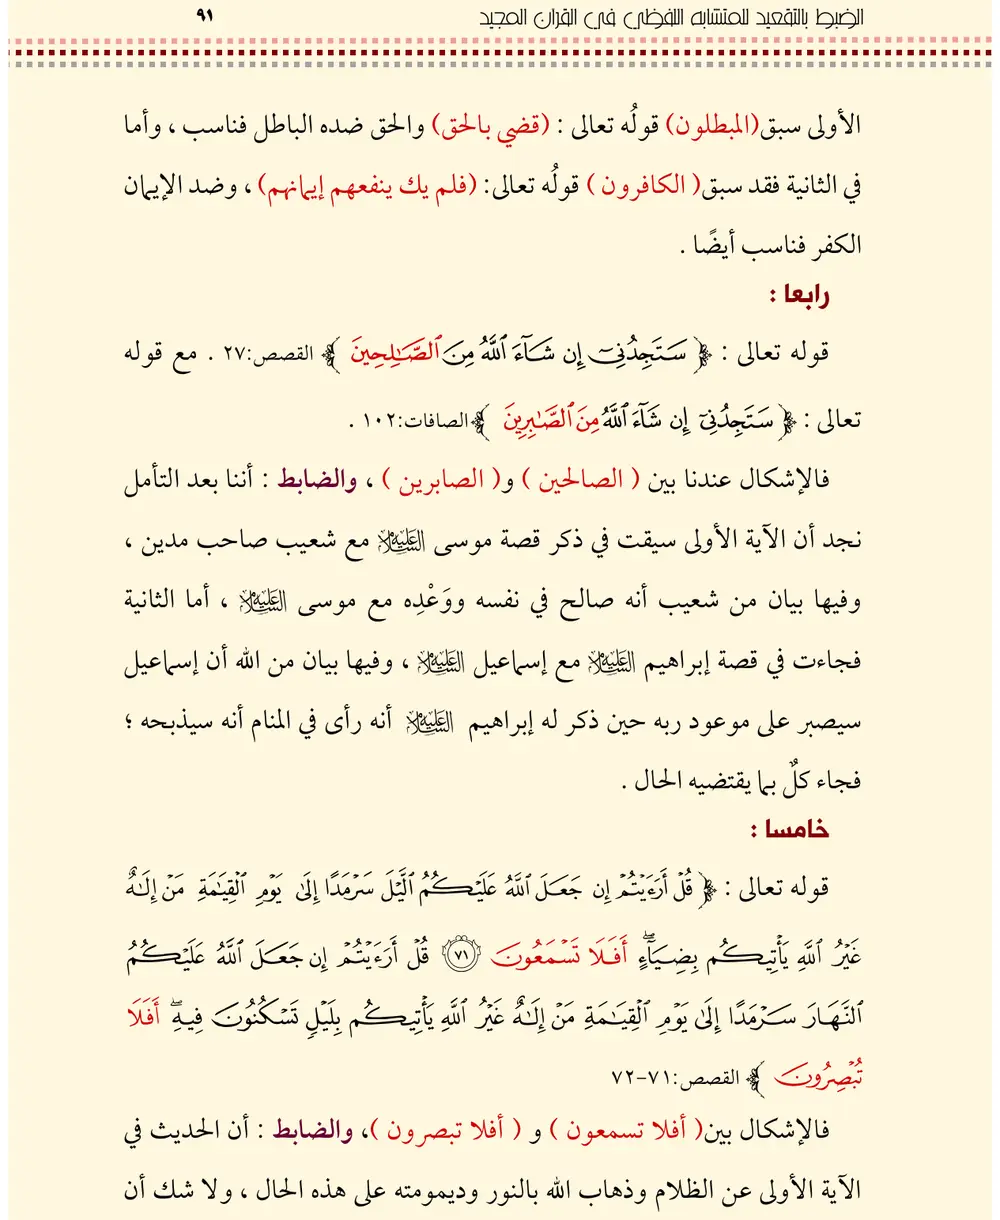 الضبط بالتقعيد للمتشابه اللفظي في القرآن المجيد ٩١
الأولى سبق(المبطلون) قولُه تعالى : (قضي بالحق) والحق ضده الباطل فناسب ، وأما
في الثانية فقد سبق( الكافرون ) قولُه تعالى: (فلم يك ينفعهم إيمانهم) ، وضد الإيمان
الكفر فناسب أيضًا .
رابعا :
قوله تعالى : ﴿ سَتَجِدُنِىٓ إِن شَآءَ ٱللَّهُ مِنَ ٱلصَّٰلِحِينَ ﴾ القصص:٢٧ . مع قوله
تعالى : ﴿ سَتَجِدُنِىٓ إِن شَآءَ ٱللَّهُ مِنَ ٱلصَّٰبِرِينَ ﴾الصافات:١٠٢ .
فالإشكال عندنا بين ( الصالحين ) و( الصابرين ) ، والضابط : أننا بعد التأمل
نجد أن الآية الأولى سيقت في ذكر قصة موسى عليه السلام مع شعيب صاحب مدين ،
وفيها بيان من شعيب أنه صالح في نفسه ووَعْدِه مع موسى عليه السلام ، أما الثانية
فجاءت في قصة إبراهيم عليه السلام مع إسماعيل عليه السلام ، وفيها بيان من الله أن إسماعيل
سيصبر على موعود ربه حين ذكر له إبراهيم عليه السلام أنه رأى في المنام أنه سيذبحه ؛
فجاء كلٌ بما يقتضيه الحال .
خامسا :
قوله تعالى : ﴿ قُلْ أَرَءَيْتُمْ إِن جَعَلَ ٱللَّهُ عَلَيْكُمُ ٱلَّيْلَ سَرْمَدًا إِلَىٰ يَوْمِ ٱلْقِيَٰمَةِ مَنْ إِلَٰهٌ
غَيْرُ ٱللَّهِ يَأْتِيكُم بِضِيَآءٍ ۖ أَفَلَا تَسْمَعُونَ ٧١ قُلْ أَرَءَيْتُمْ إِن جَعَلَ ٱللَّهُ عَلَيْكُمُ
ٱلنَّهَارَ سَرْمَدًا إِلَىٰ يَوْمِ ٱلْقِيَٰمَةِ مَنْ إِلَٰهٌ غَيْرُ ٱللَّهِ يَأْتِيكُم بِلَيْلٍ تَسْكُنُونَ فِيهِ ۖ أَفَلَا
تُبْصِرُونَ ﴾ القصص:٧١-٧٢
فالإشكال بين( أفلا تسمعون ) و ( أفلا تبصرون )، والضابط : أن الحديث في
الآية الأولى عن الظلام وذهاب الله بالنور وديمومته على هذه الحال ، ولا شك أن